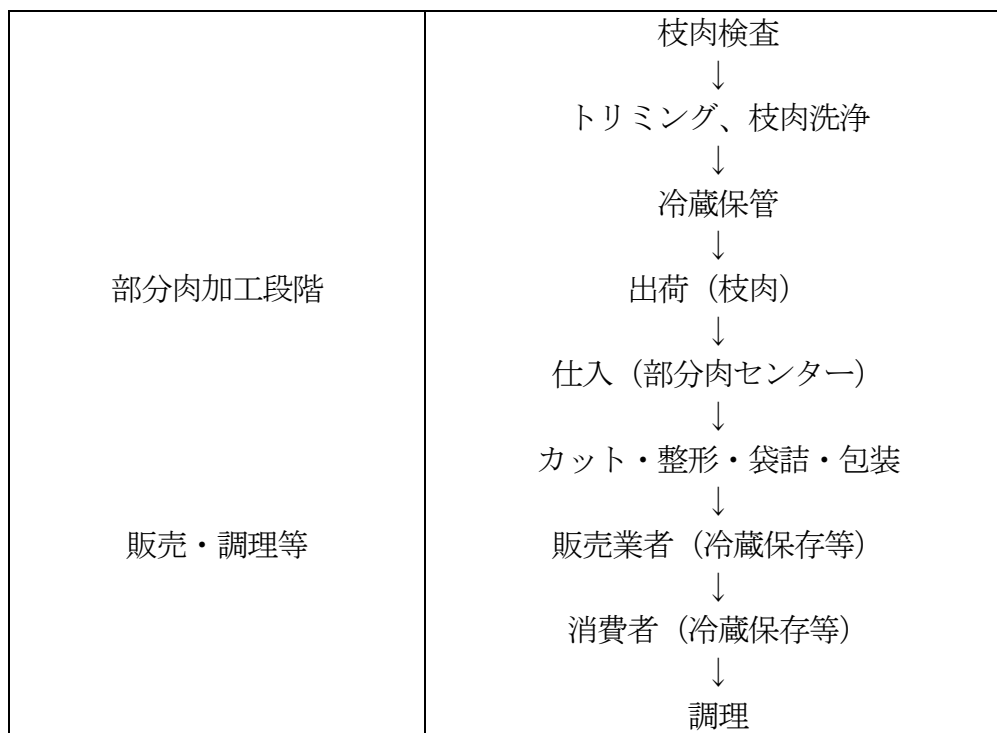 枝肉検査
↓
トリミング、枝肉洗浄
↓
冷蔵保管
↓
部分肉加工段階 出荷（枝肉）
↓
仕入（部分肉センター）
↓
カット・整形・袋詰・包装
↓
販売・調理等 販売業者（冷蔵保存等）
↓
消費者（冷蔵保存等）
↓
調理